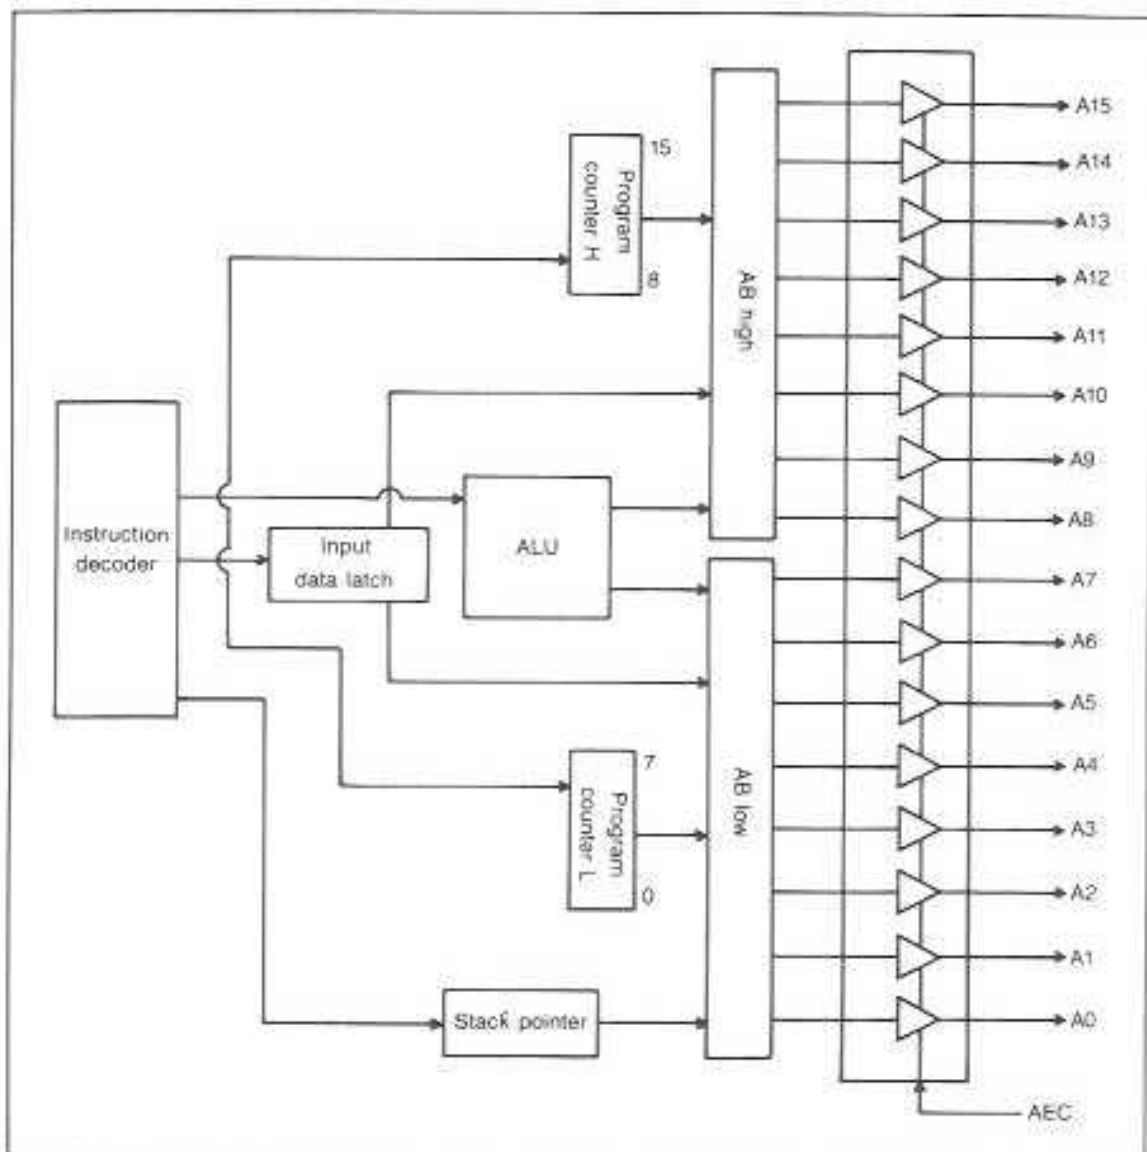 A15
A14
A13
A12
A11
A10
A9
A8
A7
A6
A5
A4
A3
A2
A1
A0
AEC
15
Program
counter H
8
AB high
Instruction
decoder
Input
data latch
ALU
7
Program
counter L
0
AB low
Stack pointer